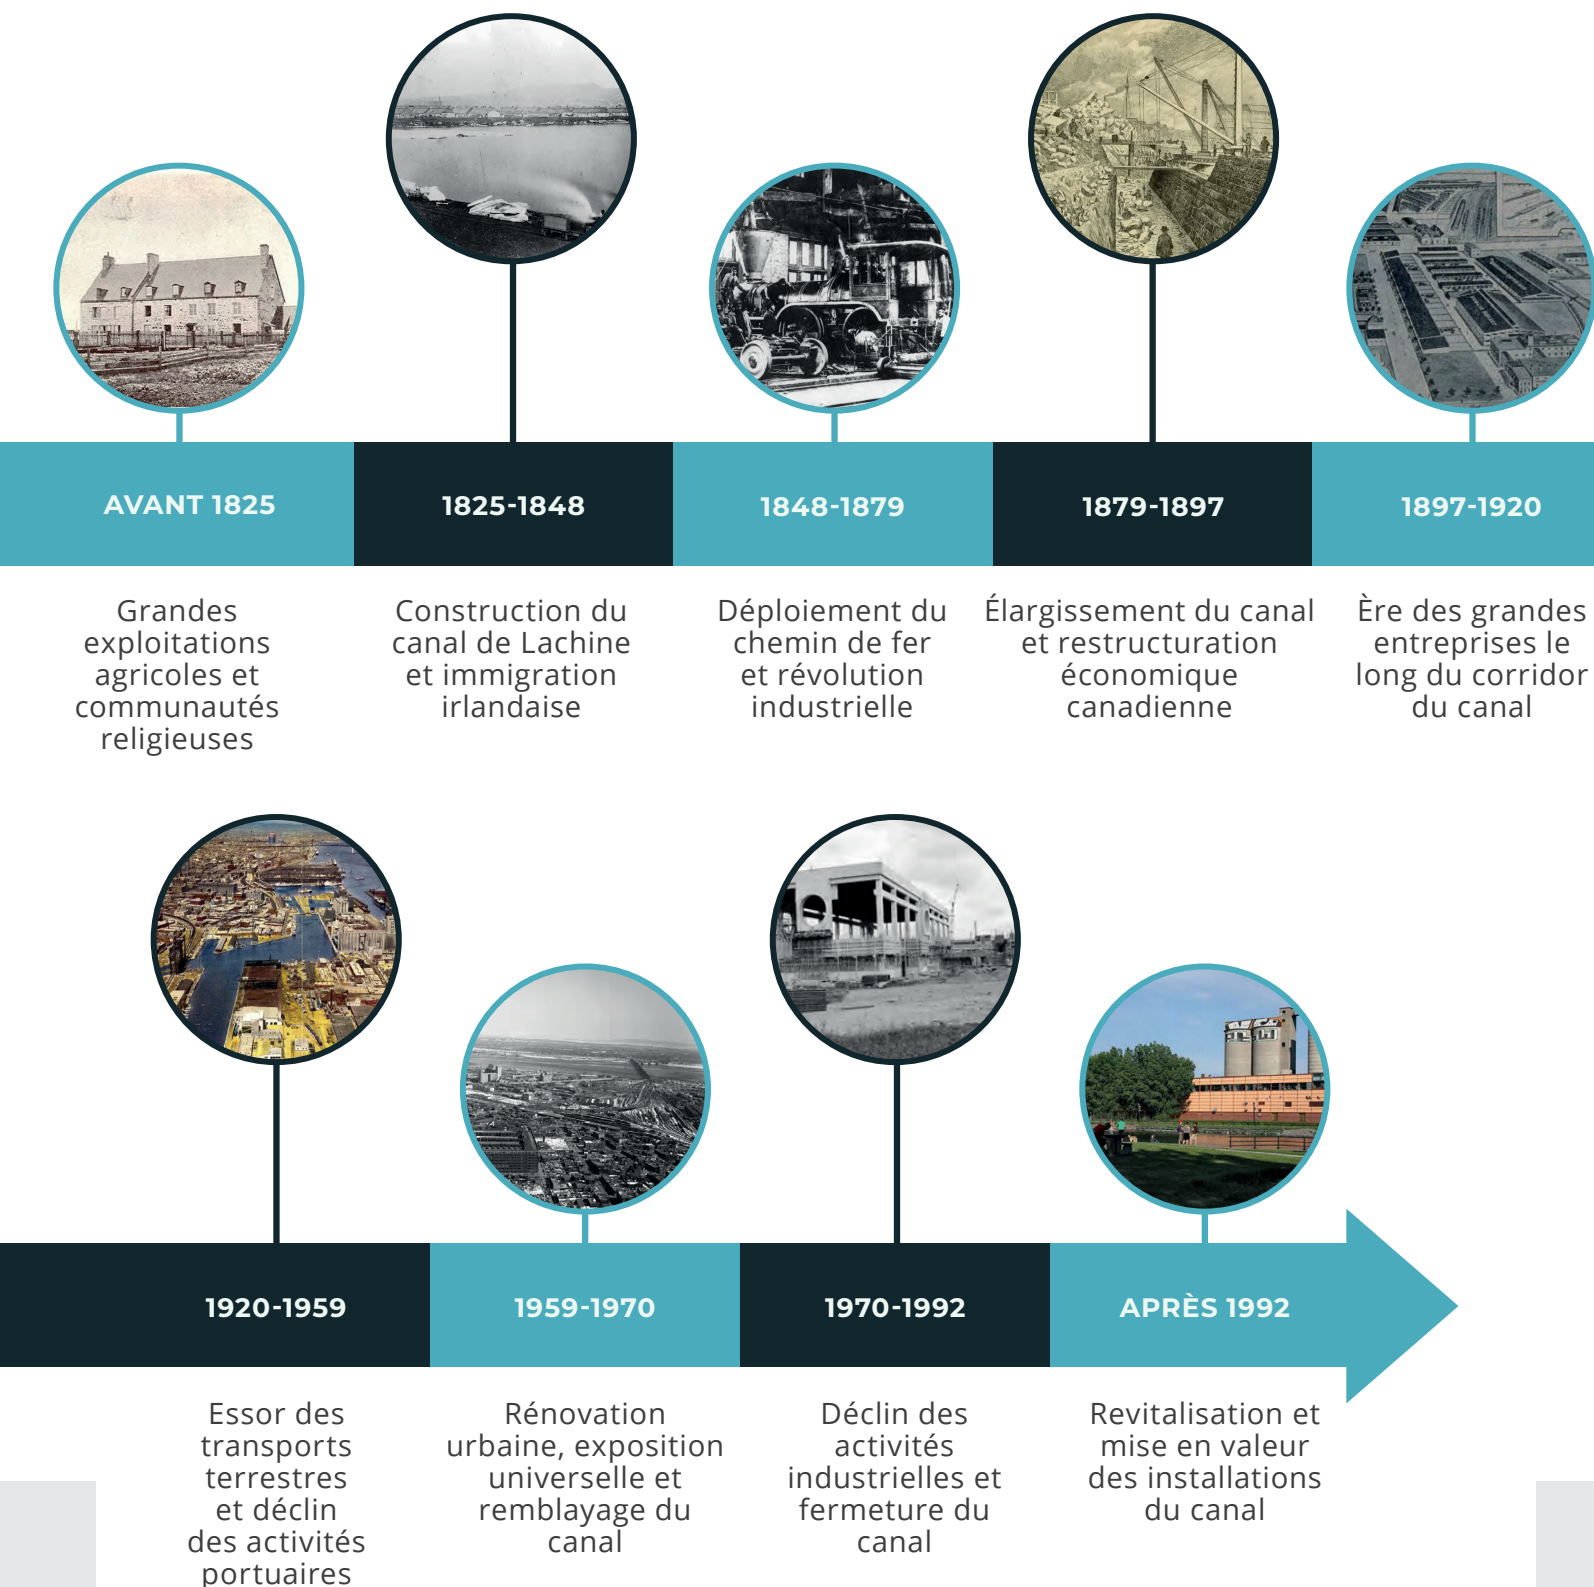 AVANT 1825
1825-1848
1848-1879
1879-1897
1897-1920
Grandes
exploitations
agricoles et
communautés
religieuses
Construction du
canal de Lachine
et immigration
irlandaise
Déploiement du
chemin de fer
et révolution
industrielle
Élargissement du canal
et restructuration
économique
canadienne
Ère des grandes
entreprises le
long du corridor
du canal
1920-1959
1959-1970
1970-1992
APRÈS 1992
Essor des
transports
terrestres
et déclin
des activités
portuaires
Rénovation
urbaine, exposition
universelle et
remblayage du
canal
Déclin des
activités
industrielles et
fermeture du
canal
Revitalisation et
mise en valeur
des installations
du canal